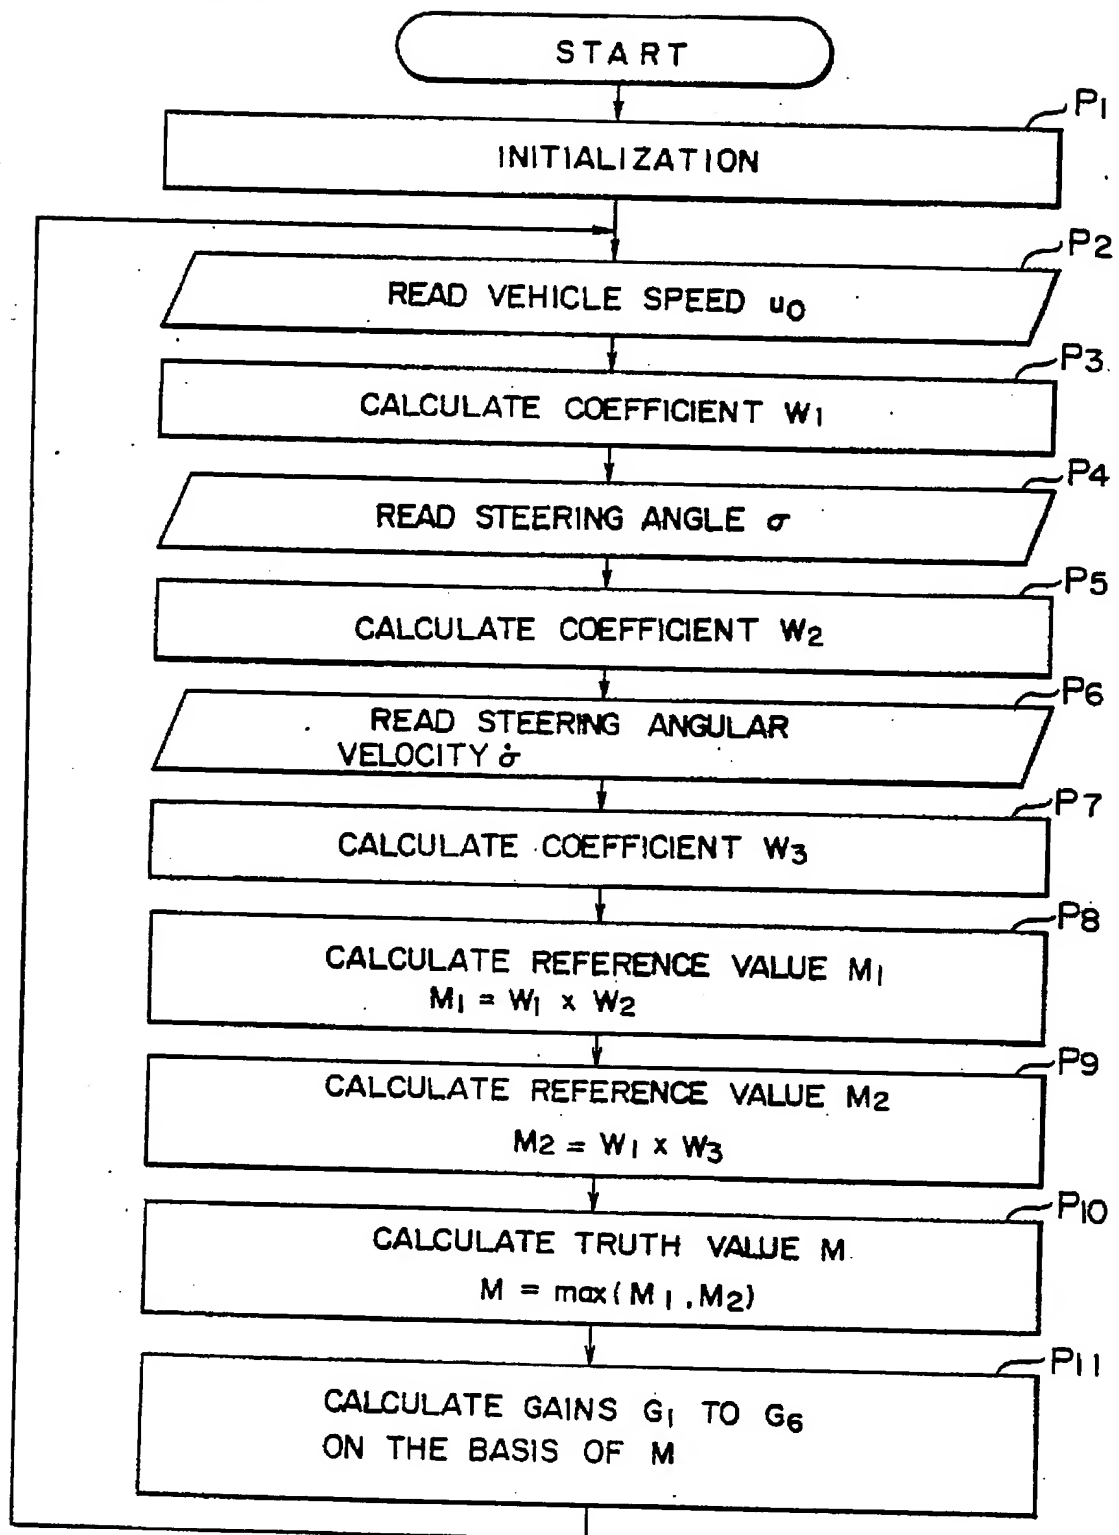 START
P1
INITIALIZATION
P2
READ VEHICLE SPEED u0
P3
CALCULATE COEFFICIENT W1
P4
READ STEERING ANGLE σ
P5
CALCULATE COEFFICIENT W2
P6
READ STEERING ANGULAR
VELOCITY σ̇
P7
CALCULATE COEFFICIENT W3
P8
CALCULATE REFERENCE VALUE M1
M1 = W1 x W2
P9
CALCULATE REFERENCE VALUE M2
M2 = W1 x W3
P10
CALCULATE TRUTH VALUE M
M = max(M1, M2)
P11
CALCULATE GAINS G1 TO G6
ON THE BASIS OF M